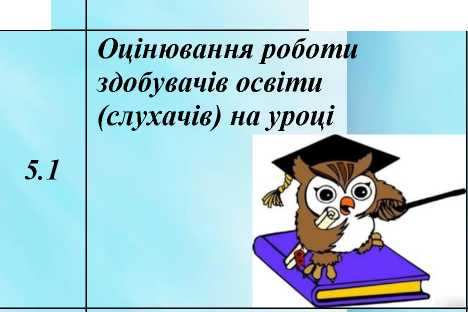 Оцінювання роботи
здобувачів освіти
(слухачів) на уроці
5.1